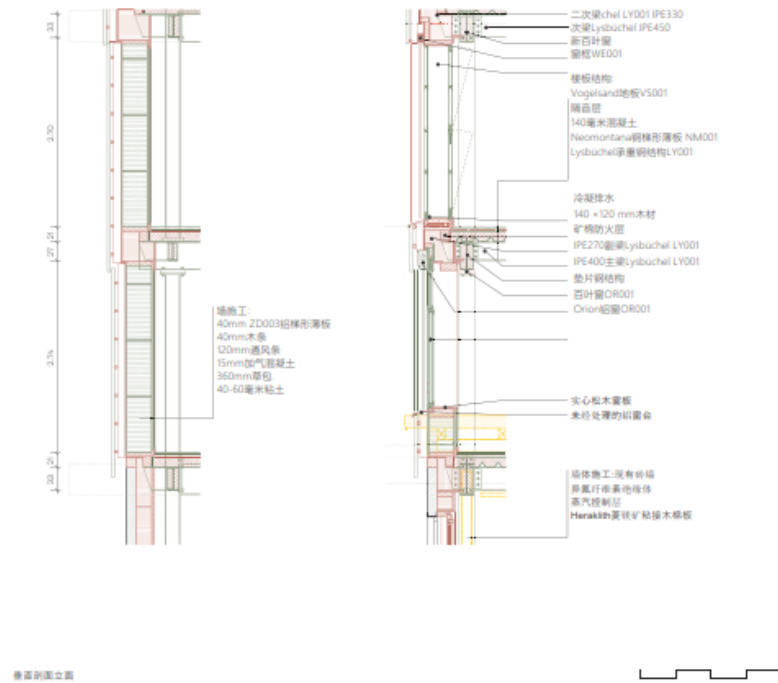 二次梁chel LY001 IPE330
次梁Lysbüchel IPE450
新百叶窗
窗框WE001
楼板结构:
Vogelsand地板VS001
隔音层
140毫米混凝土
Neomontana钢梯形薄板 NM001
Lysbüchel承重钢结构LY001
冷凝排水
140 ×120 mm木材
矿棉防火层
IPE270副梁Lysbüchel LY001
IPE400主梁Lysbüchel LY001
垫片钢结构
百叶窗OR001
Orion铝窗OR001
墙施工:
40mm ZD003铝梯形薄板
40mm木条
120mm通风条
15mm加气混凝土
360mm草包
40-60毫米粘土
实心松木窗板
未经处理的铝窗台
墙体施工:现有砖墙
异氟纤维素绝缘体
蒸汽控制层
Heraklith菱镁矿粘接木棉板
垂直剖面立面